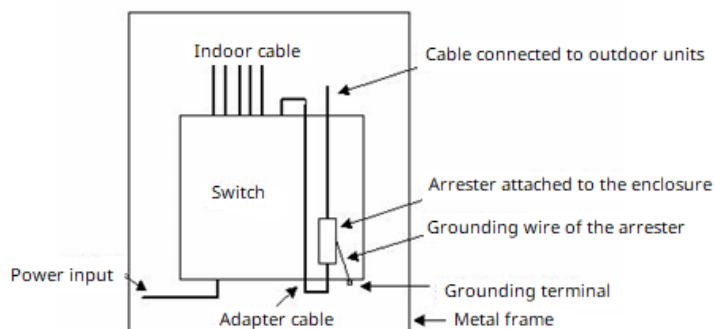 Indoor cable
Cable connected to outdoor units
Switch
Arrester attached to the enclosure
Grounding wire of the arrester
Power input
Grounding terminal
Adapter cable
Metal frame